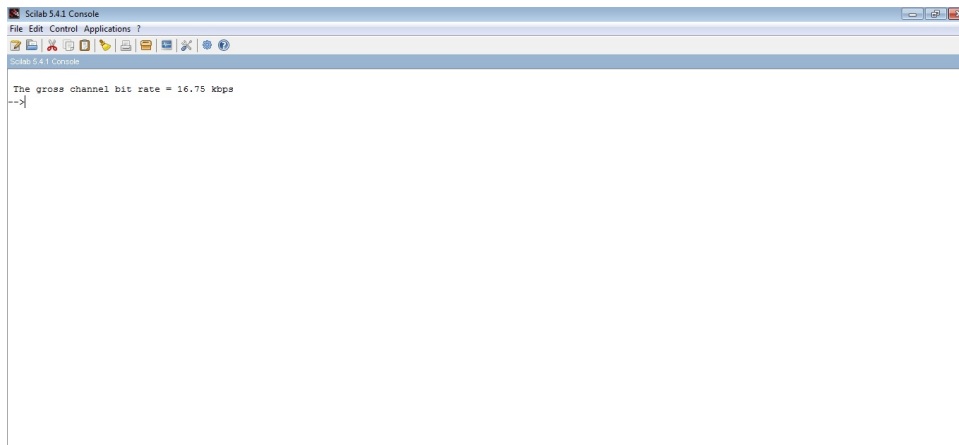 Scilab 5.4.1 Console
File Edit Control Applications ?
Scilab 5.4.1 Console
The gross channel bit rate = 16.75 kbps
-->